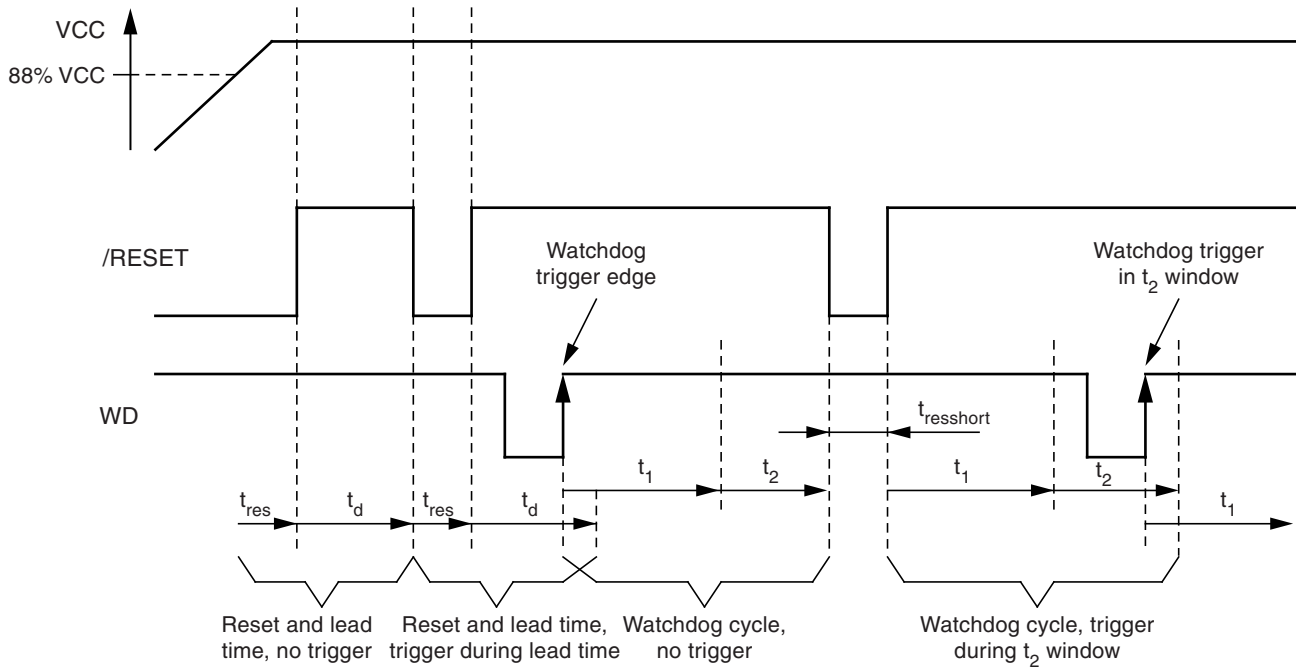 VCC
88% VCC
/RESET
Watchdog
trigger edge
Watchdog trigger
in t2 window
WD
tresshort
t1
t2
t1
t2
tres
td
tres
td
t1
Reset and lead
time, no trigger
Reset and lead time,
trigger during lead time
Watchdog cycle,
no trigger
Watchdog cycle, trigger
during t2 window